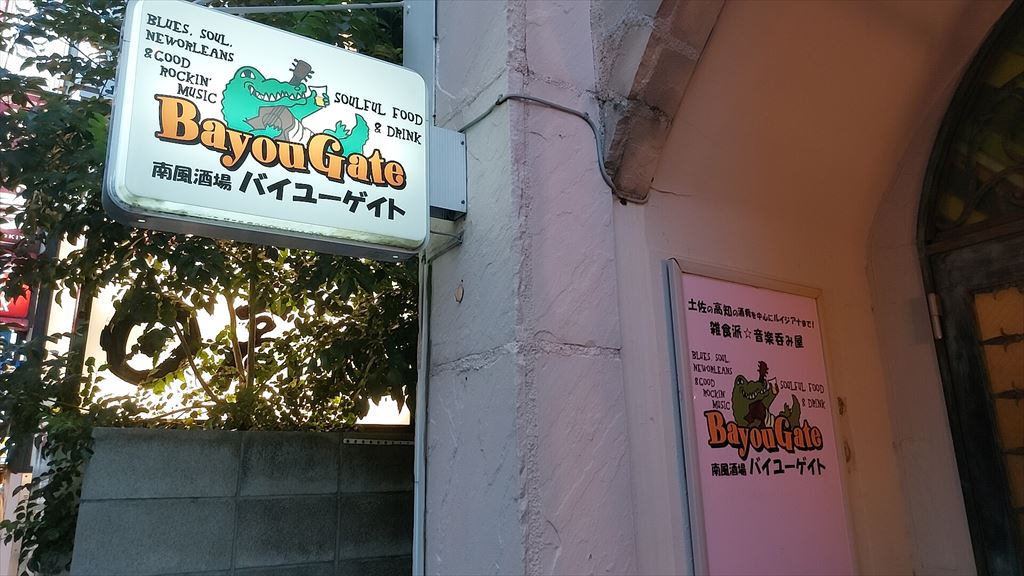 BLUES, SOUL,
NEWORLEANS
& GOOD
ROCKIN'
MUSIC
SOULFUL FOOD
& DRINK
BayouGate
南風酒場 バイユーゲイト
土佐の高知の酒肴を中心にルイジアナまで!
雑食派☆音楽呑み屋
BLUES, SOUL,
NEWORLEANS
& GOOD
ROCKIN'
MUSIC
SOULFUL FOOD
& DRINK
BayouGate
南風酒場 バイユーゲイト